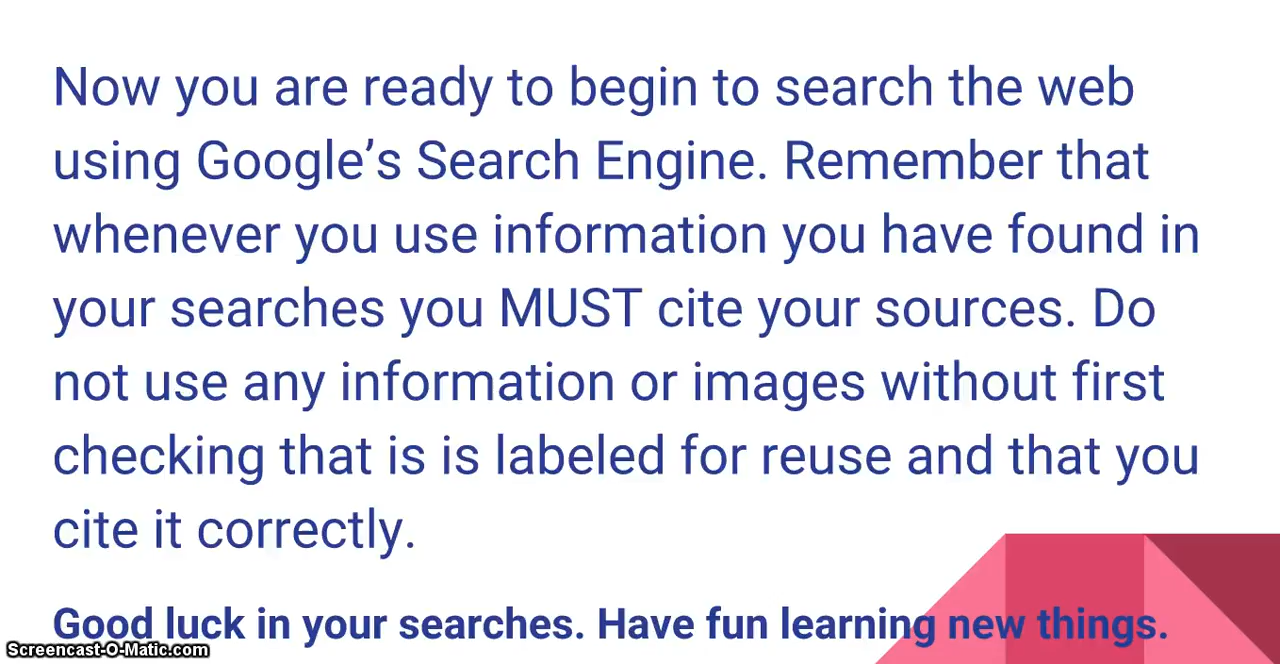 Now you are ready to begin to search the web
using Google’s Search Engine. Remember that
whenever you use information you have found in
your searches you MUST cite your sources. Do
not use any information or images without first
checking that is is labeled for reuse and that you
cite it correctly.
Good luck in your searches. Have fun learning new things.
Screencast-O-Matic.com